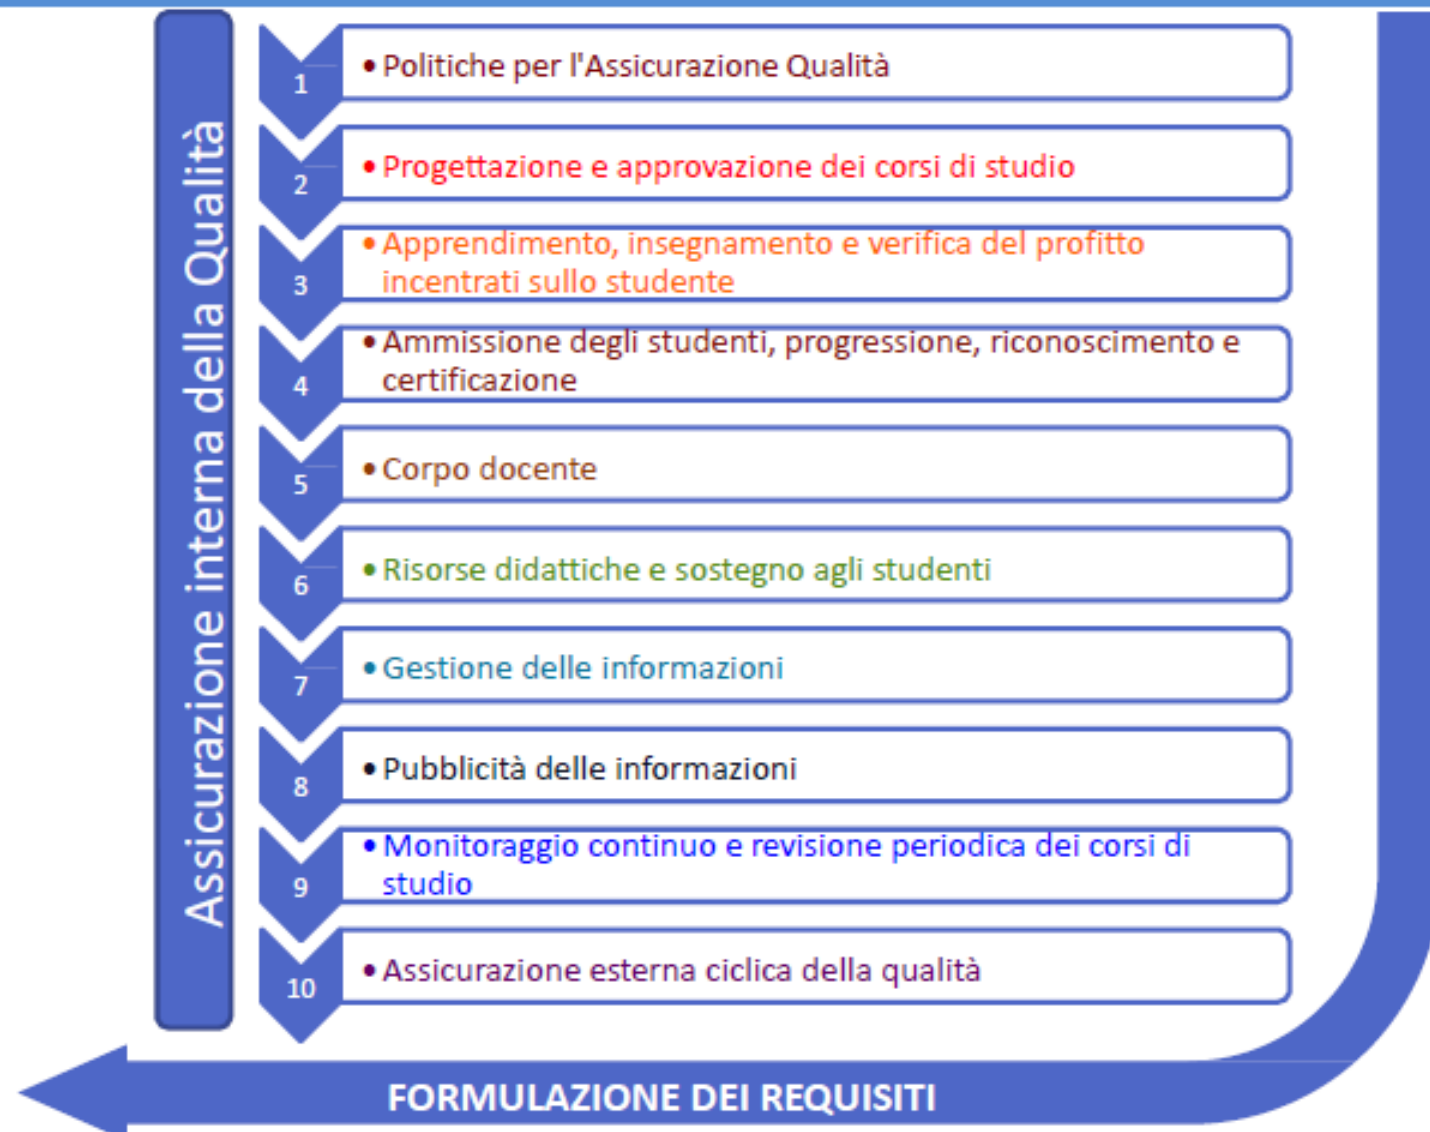 Assicurazione interna della Qualità
1
• Politiche per l'Assicurazione Qualità
2
• Progettazione e approvazione dei corsi di studio
3
• Apprendimento, insegnamento e verifica del profitto
incentrati sullo studente
4
• Ammissione degli studenti, progressione, riconoscimento e
certificazione
5
• Corpo docente
6
• Risorse didattiche e sostegno agli studenti
7
• Gestione delle informazioni
8
• Pubblicità delle informazioni
9
• Monitoraggio continuo e revisione periodica dei corsi di
studio
10
• Assicurazione esterna ciclica della qualità
FORMULAZIONE DEI REQUISITI